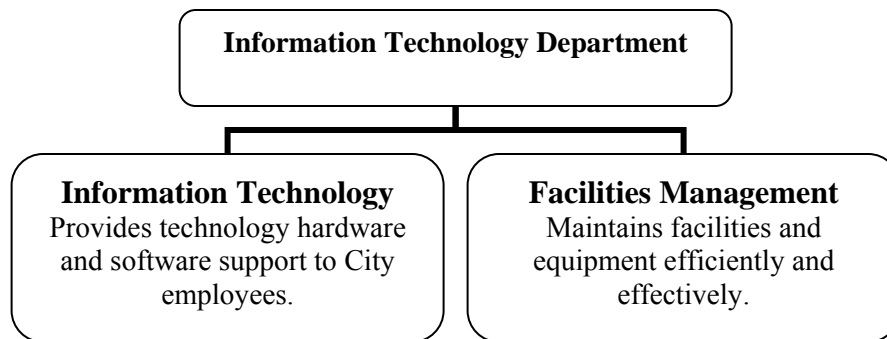 Information Technology Department
Information Technology
Provides technology hardware
and software support to City
employees.
Facilities Management
Maintains facilities and
equipment efficiently and
effectively.